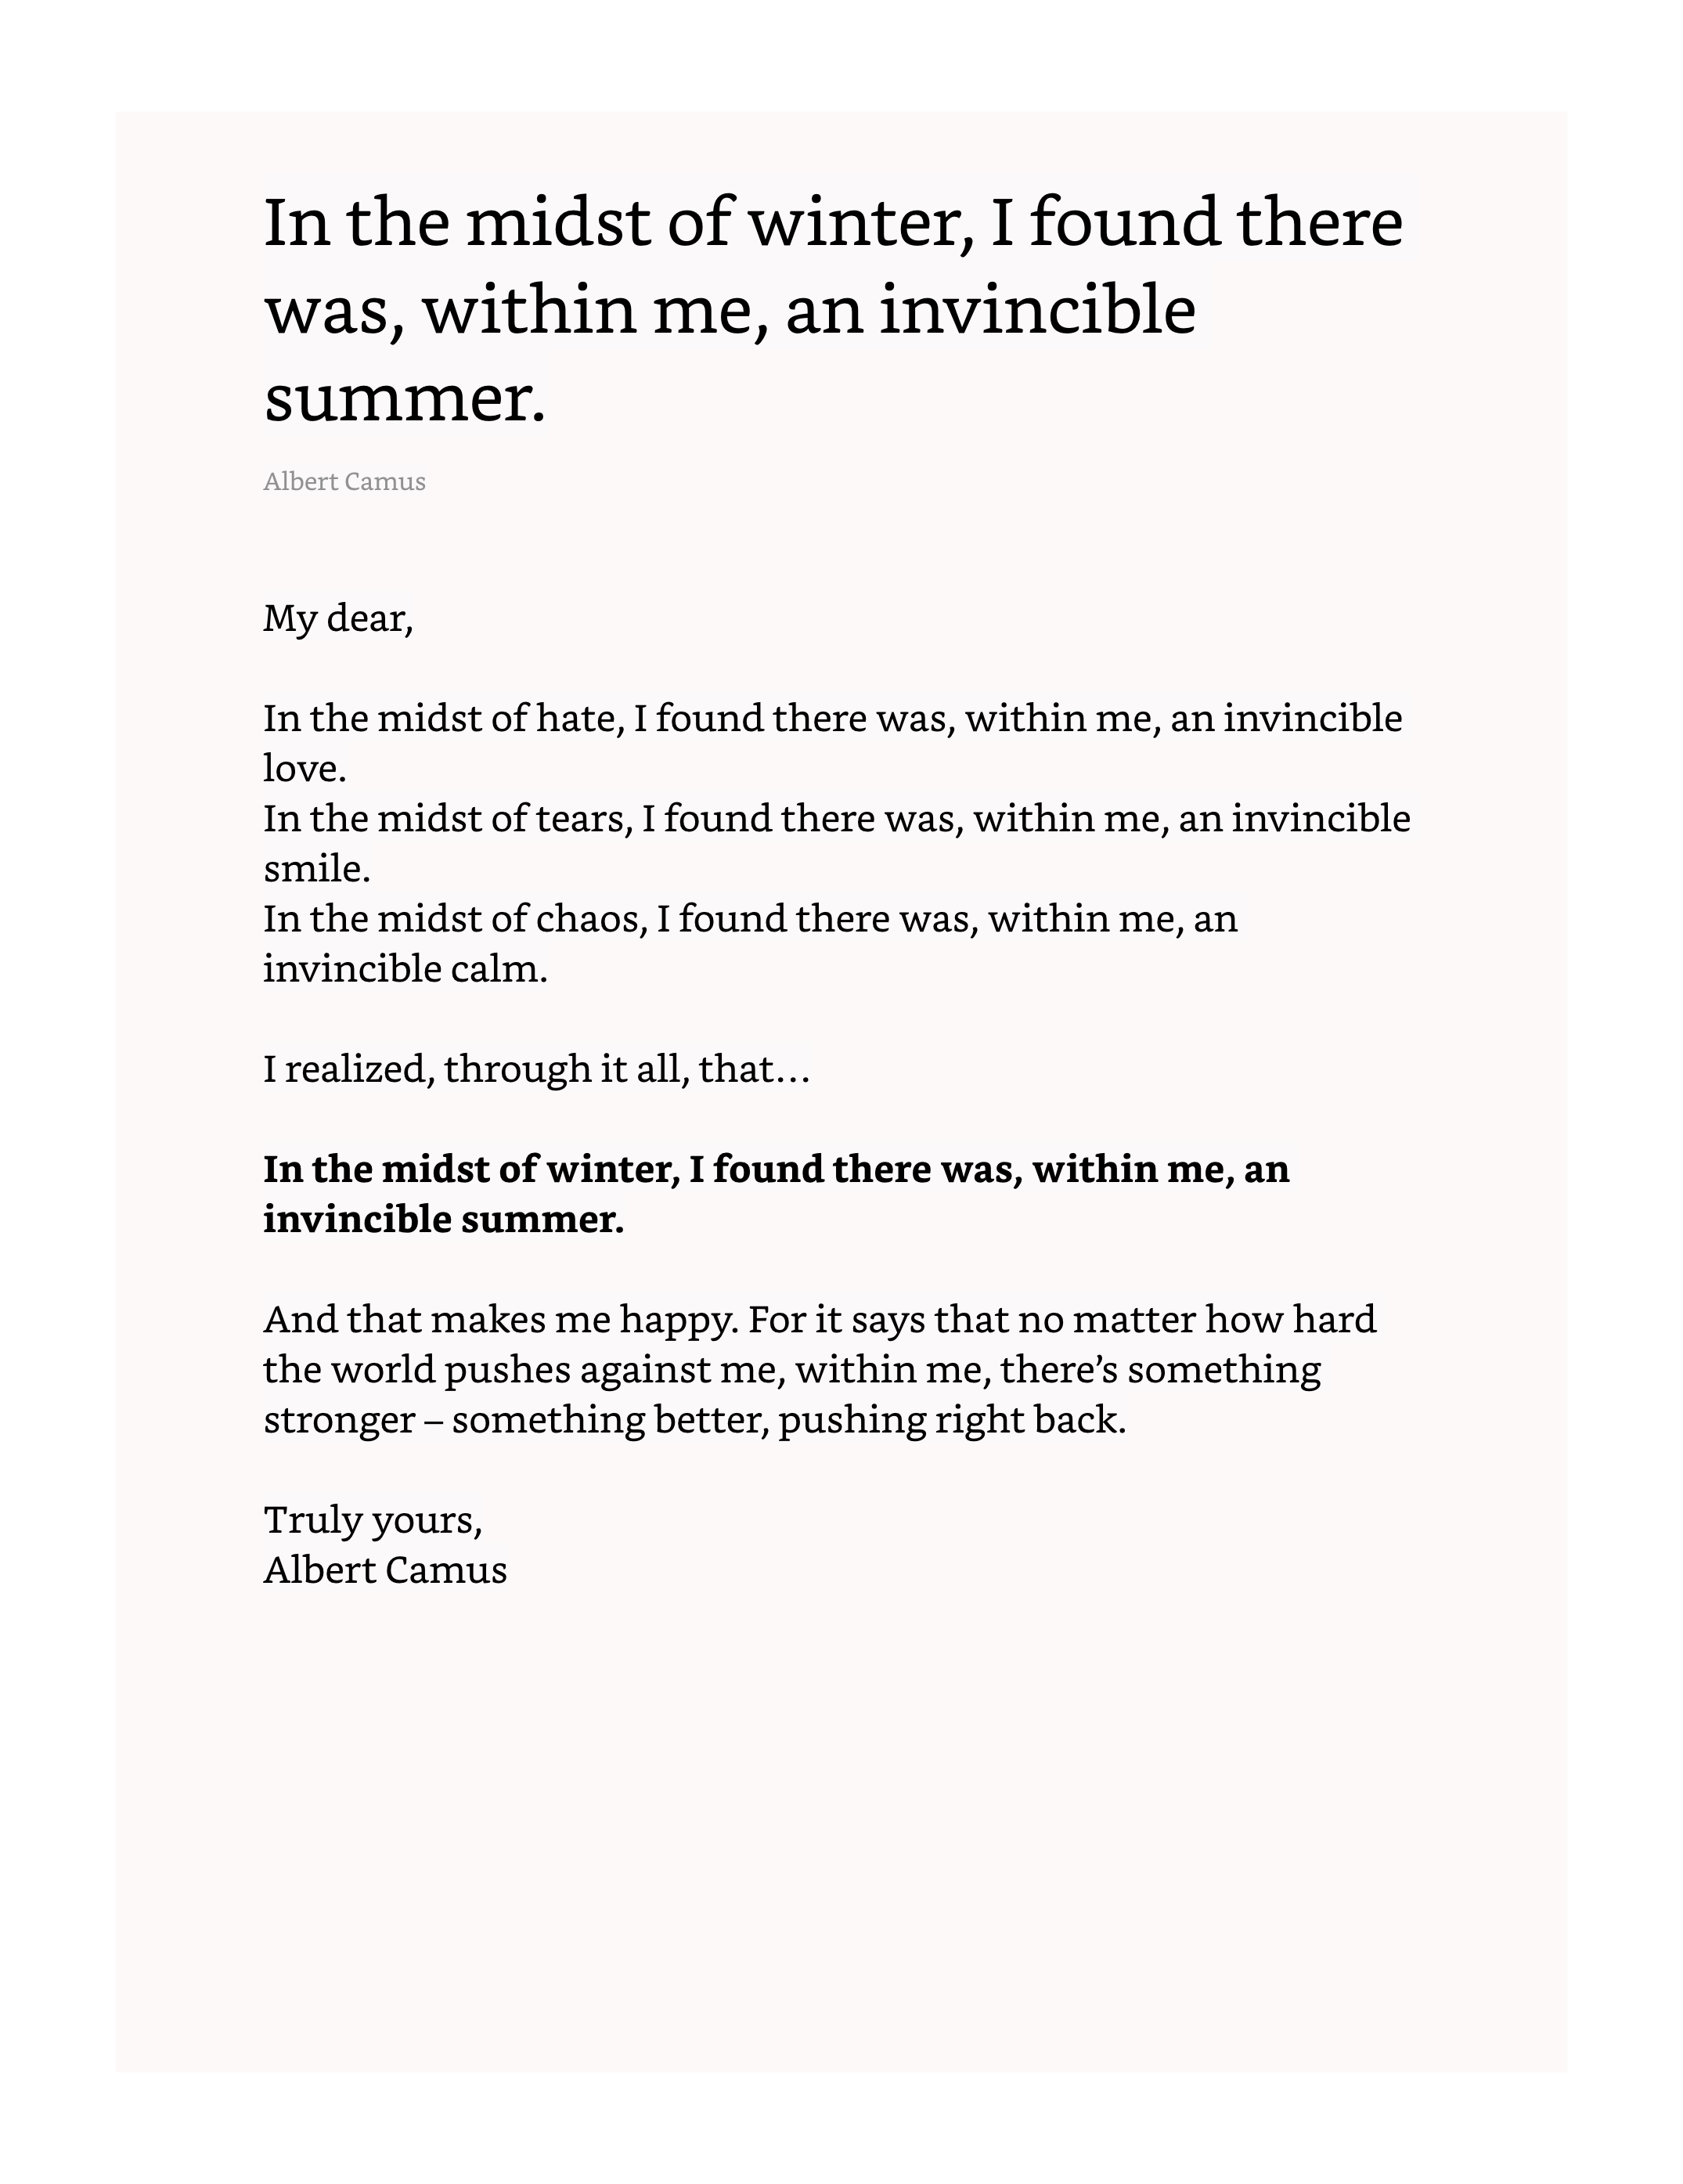 In the midst of winter, I found there
was, within me, an invincible
summer.
Albert Camus
My dear,
In the midst of hate, I found there was, within me, an invincible
love.
In the midst of tears, I found there was, within me, an invincible
smile.
In the midst of chaos, I found there was, within me, an
invincible calm.
I realized, through it all, that…
In the midst of winter, I found there was, within me, an
invincible summer.
And that makes me happy. For it says that no matter how hard
the world pushes against me, within me, there’s something
stronger – something better, pushing right back.
Truly yours,
Albert Camus